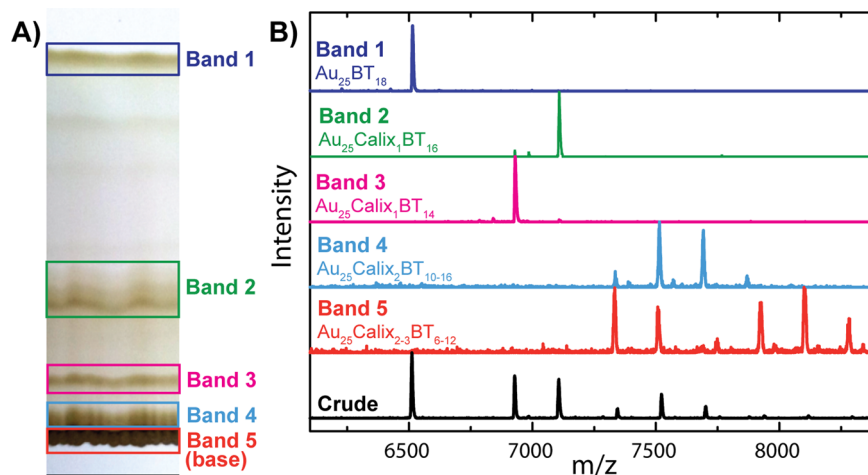 A)
Band 1
Band 2
Band 3
Band 4
Band 5
(base)
B)
Band 1
Au₂₅BT₁₈
Band 2
Au₂₅Calix₁BT₁₆
Band 3
Au₂₅Calix₁BT₁₄
Band 4
Au₂₅Calix₂BT₁₀₋₁₆
Band 5
Au₂₅Calix₂₋₃BT₆₋₁₂
Crude
Intensity
6500 7000 7500 8000
m/z